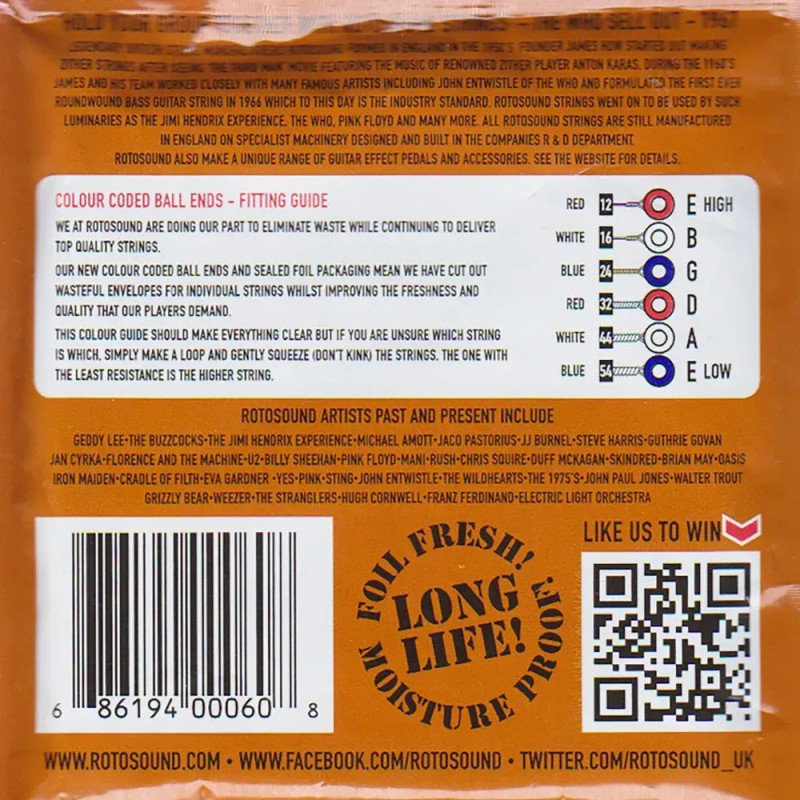 HOLD YOUR GROUP TOGETHER WITH ROTOSOUND STRINGS - THE WHO SELL OUT - 1967
LEGENDARY BRITISH COMPANY ROTOSOUND FORMED IN ENGLAND IN THE 1950'S. FOUNDER JAMES HOW STARTED OUT MAKING
ZITHER STRINGS AFTER SEEING 'THE THIRD MAN' MOVIE FEATURING THE MUSIC OF RENOWNED ZITHER PLAYER ANTON KARAS. DURING THE 1960'S
JAMES AND HIS TEAM WORKED CLOSELY WITH MANY FAMOUS ARTISTS INCLUDING JOHN ENTWISTLE OF THE WHO AND FORMULATED THE FIRST EVER
ROUNDWOUND BASS GUITAR STRING IN 1966 WHICH TO THIS DAY IS THE INDUSTRY STANDARD. ROTOSOUND STRINGS WENT ON TO BE USED BY SUCH
LUMINARIES AS THE JIMI HENDRIX EXPERIENCE, THE WHO, PINK FLOYD AND MANY MORE. ALL ROTOSOUND STRINGS ARE STILL MANUFACTURED
IN ENGLAND ON SPECIALIST MACHINERY DESIGNED AND BUILT IN THE COMPANIES R & D DEPARTMENT.
ROTOSOUND ALSO MAKE A UNIQUE RANGE OF GUITAR EFFECT PEDALS AND ACCESSORIES. SEE THE WEBSITE FOR DETAILS.
COLOUR CODED BALL ENDS - FITTING GUIDE
WE AT ROTOSOUND ARE DOING OUR PART TO ELIMINATE WASTE WHILE CONTINUING TO DELIVER
TOP QUALITY STRINGS.
OUR NEW COLOUR CODED BALL ENDS AND SEALED FOIL PACKAGING MEAN WE HAVE CUT OUT
WASTEFUL ENVELOPES FOR INDIVIDUAL STRINGS WHILST IMPROVING THE FRESHNESS AND
QUALITY THAT OUR PLAYERS DEMAND.
THIS COLOUR GUIDE SHOULD MAKE EVERYTHING CLEAR BUT IF YOU ARE UNSURE WHICH STRING
IS WHICH, SIMPLY MAKE A LOOP AND GENTLY SQUEEZE (DON'T KINK) THE STRINGS. THE ONE WITH
THE LEAST RESISTANCE IS THE HIGHER STRING.
RED 12 E HIGH
WHITE 16 B
BLUE 24 G
RED 32 D
WHITE 44 A
BLUE 54 E LOW
ROTOSOUND ARTISTS PAST AND PRESENT INCLUDE
GEDDY LEE•THE BUZZCOCKS•THE JIMI HENDRIX EXPERIENCE•MICHAEL AMOTT•JACO PASTORIUS•JJ BURNEL•STEVE HARRIS•GUTHRIE GOVAN
JAN CYRKA•FLORENCE AND THE MACHINE•U2•BILLY SHEEHAN•PINK FLOYD•MANI•RUSH•CHRIS SQUIRE•DUFF MCKAGAN•SKINDRED•BRIAN MAY•OASIS
IRON MAIDEN•CRADLE OF FILTH•EVA GARDNER •YES•PINK•STING•JOHN ENTWISTLE•THE WILDHEARTS•THE 1975'S•JOHN PAUL JONES•WALTER TROUT
GRIZZLY BEAR•WEEZER•THE STRANGLERS•HUGH CORNWELL•FRANZ FERDINAND•ELECTRIC LIGHT ORCHESTRA
6 86194 00060 8
FOIL FRESH!
LONG
LIFE!
MOISTURE PROOF!
LIKE US TO WIN
WWW.ROTOSOUND.COM • WWW.FACEBOOK.COM/ROTOSOUND • TWITTER.COM/ROTOSOUND_UK